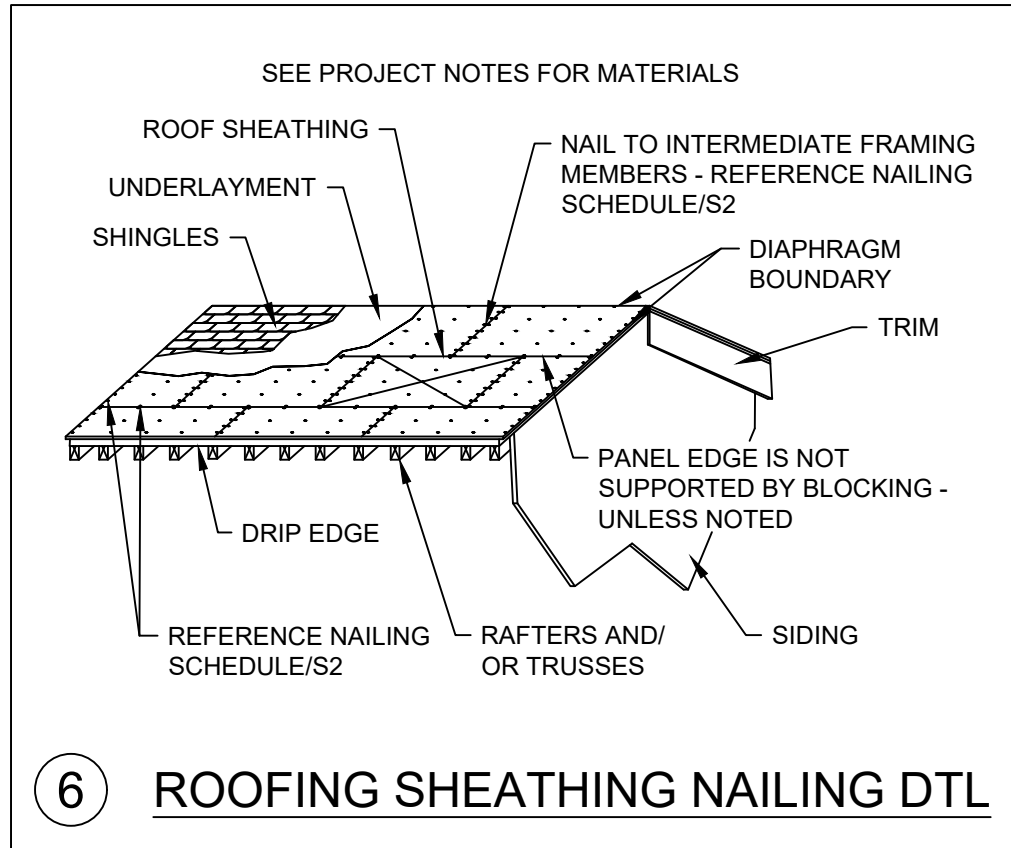 SEE PROJECT NOTES FOR MATERIALS
ROOF SHEATHING
NAIL TO INTERMEDIATE FRAMING
MEMBERS - REFERENCE NAILING
SCHEDULE/S2
UNDERLAYMENT
SHINGLES
DIAPHRAGM
BOUNDARY
TRIM
PANEL EDGE IS NOT
SUPPORTED BY BLOCKING -
UNLESS NOTED
DRIP EDGE
REFERENCE NAILING
SCHEDULE/S2
RAFTERS AND/
OR TRUSSES
SIDING
6 ROOFING SHEATHING NAILING DTL